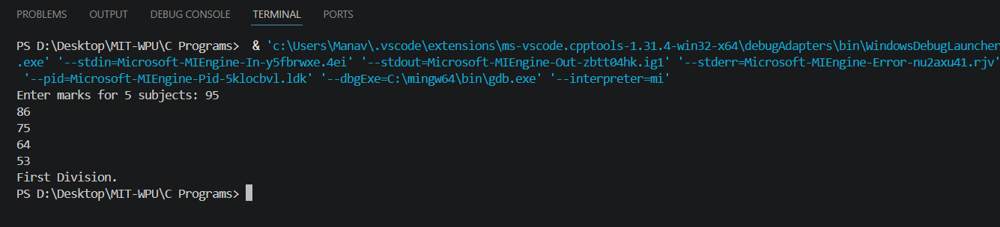 PROBLEMS OUTPUT DEBUG CONSOLE TERMINAL PORTS
PS D:\Desktop\MIT-WPU\C Programs>  & 'c:\Users\Manav\.vscode\extensions\ms-vscode.cpptools-1.31.4-win32-x64\debugAdapters\bin\WindowsDebugLauncher
.exe' '--stdin=Microsoft-MIEngine-In-y5fbrwxe.4ei' '--stdout=Microsoft-MIEngine-Out-zbtt04hk.ig1' '--stderr=Microsoft-MIEngine-Error-nu2axu41.rjv'
'--pid=Microsoft-MIEngine-Pid-5klocbvl.ldk' '--dbgExe=C:\mingw64\bin\gdb.exe' '--interpreter=mi'
Enter marks for 5 subjects: 95
86
75
64
53
First Division.
PS D:\Desktop\MIT-WPU\C Programs>